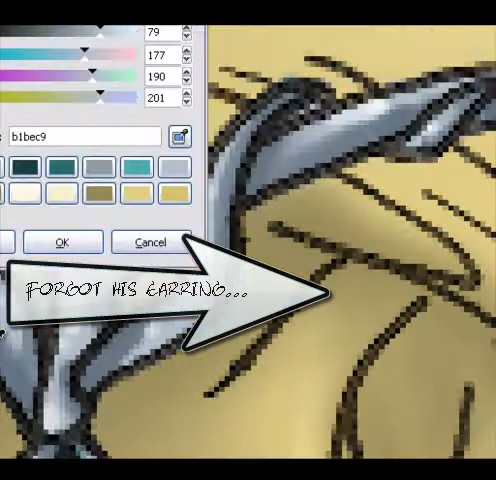 79
177
190
201
: b1bec9
OK
Cancel
FORGOT HIS EARRING...